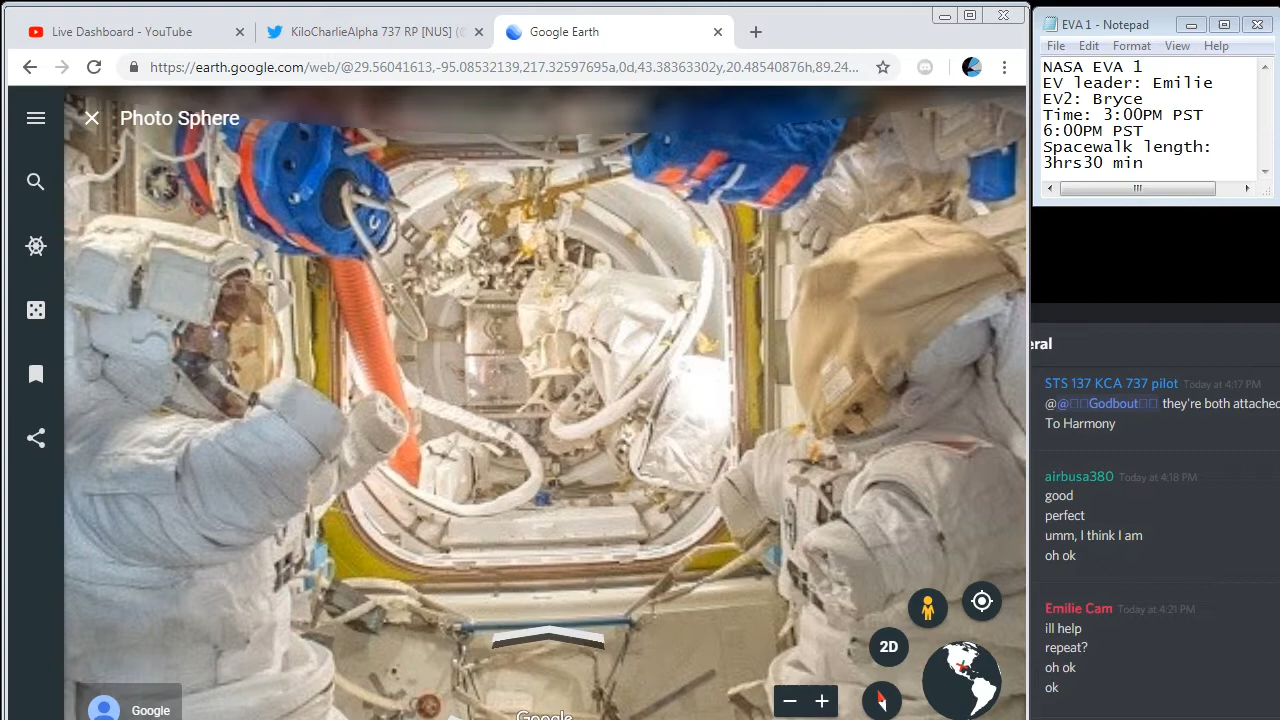 Live Dashboard - YouTube
KiloCharlieAlpha 737 RP [NUS] (
Google Earth
https://earth.google.com/web/@29.56041613,-95.08532139,217.32597695a,0d,43.38363302y,20.48540876h,89.24...
Photo Sphere
Google
Google
2D
EVA 1 - Notepad
File Edit Format View Help
NASA EVA 1
EV leader: Emilie
EV2: Bryce
Time: 3:00PM PST
6:00PM PST
Spacewalk length:
3hrs30 min
eral
STS 137 KCA 737 pilot Today at 4:17 PM
@@Godbout they're both attached
To Harmony
airbusa380 Today at 4:18 PM
good
perfect
umm, I think I am
oh ok
Emilie Cam Today at 4:21 PM
ill help
repeat?
oh ok
ok